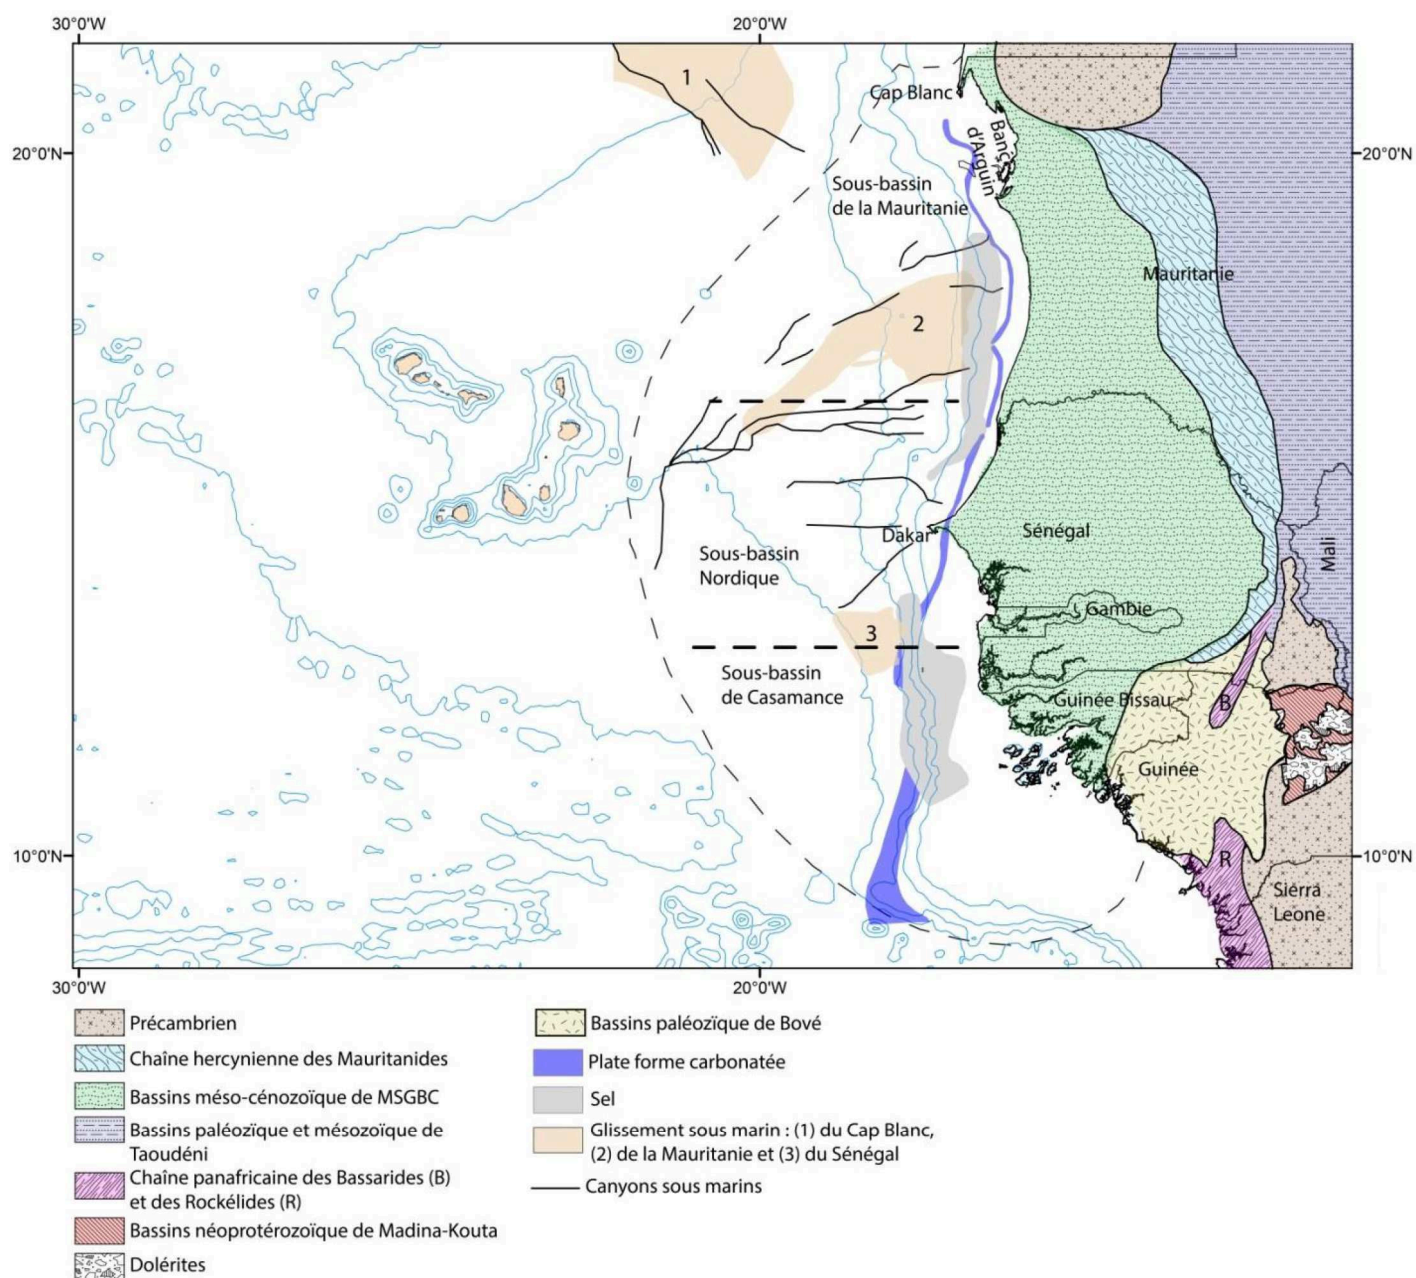 30°0'W
20°0'W
1
Cap Blanc
Banc
d'Arguin
20°0'N
20°0'N
Sous-bassin
de la Mauritanie
Mauritanie
2
Dakar
Sénégal
Mali
Sous-bassin
Nordique
Gambie
3
Sous-bassin
de Casamance
Guinée Bissau
B
Guinée
10°0'N
R
10°0'N
Siérra
Leone
30°0'W
20°0'W
Précambrien
Chaîne hercynienne des Mauritanides
Bassins méso-cénozoïque de MSGBC
Bassins paléozïque et mésozoïque de
Taoudéni
Chaîne panafricaine des Bassarides (B)
et des Rockélides (R)
Bassins néoprotérozoïque de Madina-Kouta
Dolérites
Bassins paléozïque de Bové
Plate forme carbonatée
Sel
Glissement sous marin : (1) du Cap Blanc,
(2) de la Mauritanie et (3) du Sénégal
Canyons sous marins